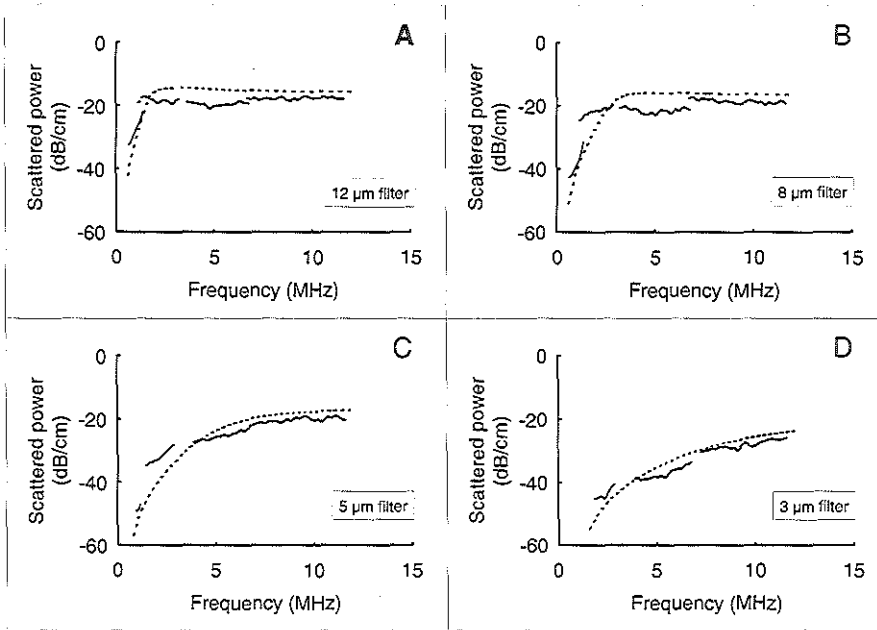 A
Scattered power
(dB/cm)
0
-20
-40
-60
12 µm filter
0
5
10
15
Frequency (MHz)
B
Scattered power
(dB/cm)
0
-20
-40
-60
8 µm filter
0
5
10
15
Frequency (MHz)
C
Scattered power
(dB/cm)
0
-20
-40
-60
5 µm filter
0
5
10
15
Frequency (MHz)
D
Scattered power
(dB/cm)
0
-20
-40
-60
3 µm filter
0
5
10
15
Frequency (MHz)